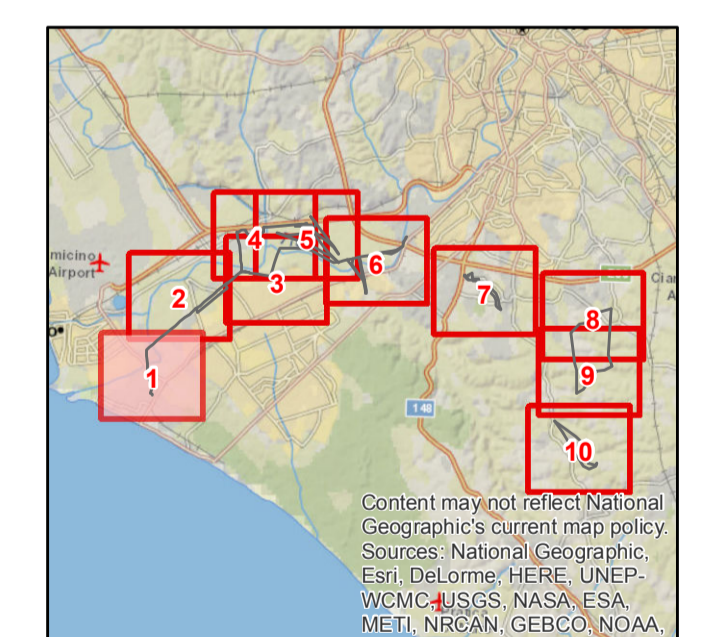 4
5
micino
Airport
6
3
2
7
Cia
A
8
o
1
9
148
10
Content may not reflect National
Geographic's current map policy.
Sources: National Geographic,
Esri, DeLorme, HERE, UNEP-
WCMC, USGS, NASA, ESA,
METI, NRCAN, GEBCO, NOAA,